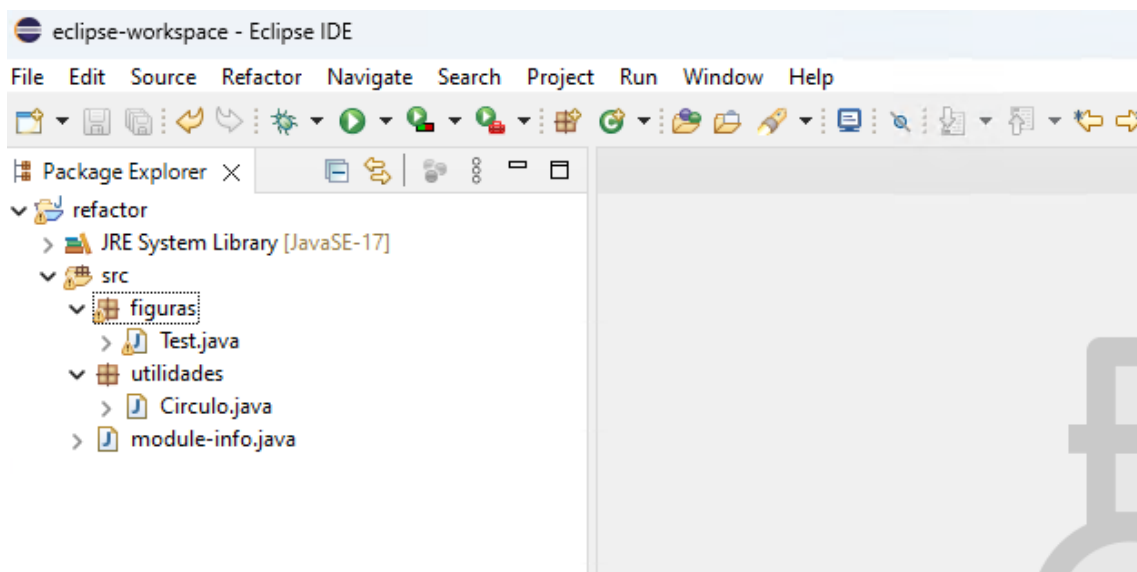 eclipse-workspace - Eclipse IDE
File Edit Source Refactor Navigate Search Project Run Window Help
Package Explorer
refactor
JRE System Library [JavaSE-17]
src
figuras
Test.java
utilidades
Circulo.java
module-info.java